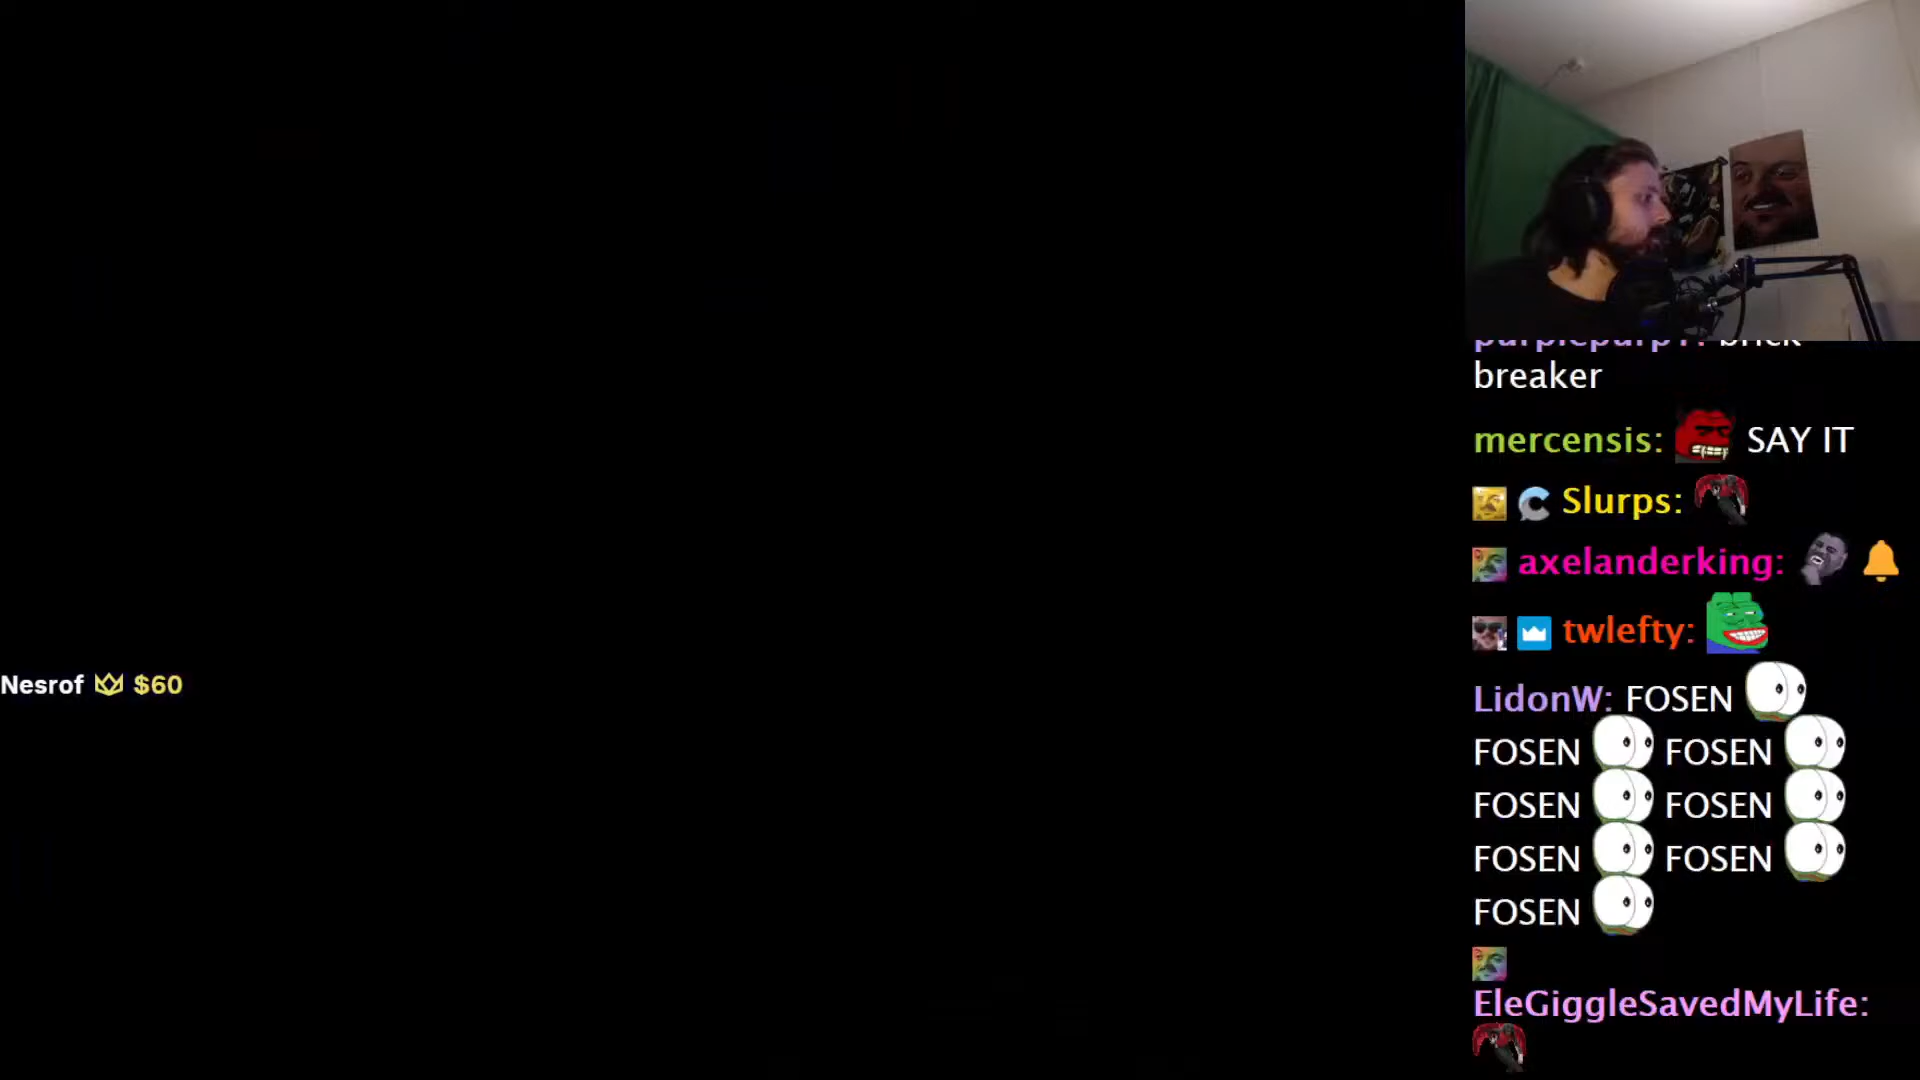 breaker
mercensis: SAY IT
Slurps:
axelanderking:
twlefty:
Nesrof $60
LidonW: FOSEN
FOSEN FOSEN
FOSEN FOSEN
FOSEN FOSEN
FOSEN
EleGiggleSavedMyLife: